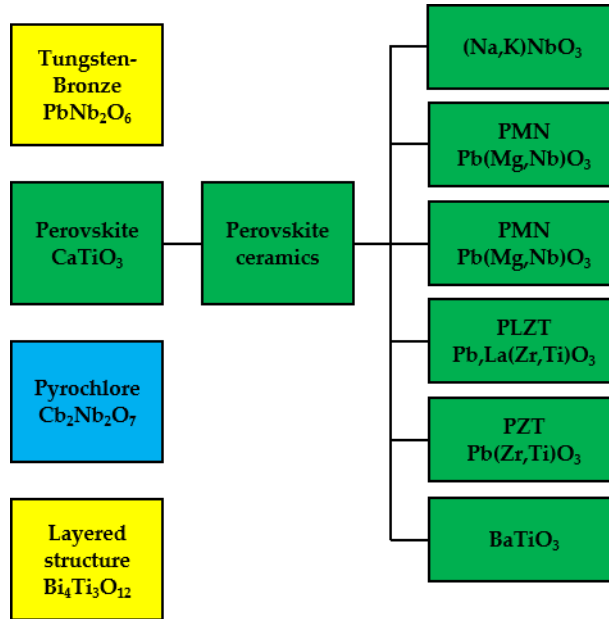 Tungsten-
Bronze
PbNb₂O₆
Perovskite
CaTiO₃
Pyrochlore
Cb₂Nb₂O₇
Layered
structure
Bi₄Ti₃O₁₂
Perovskite
ceramics
(Na,K)NbO₃
PMN
Pb(Mg,Nb)O₃
PMN
Pb(Mg,Nb)O₃
PLZT
Pb,La(Zr,Ti)O₃
PZT
Pb(Zr,Ti)O₃
BaTiO₃